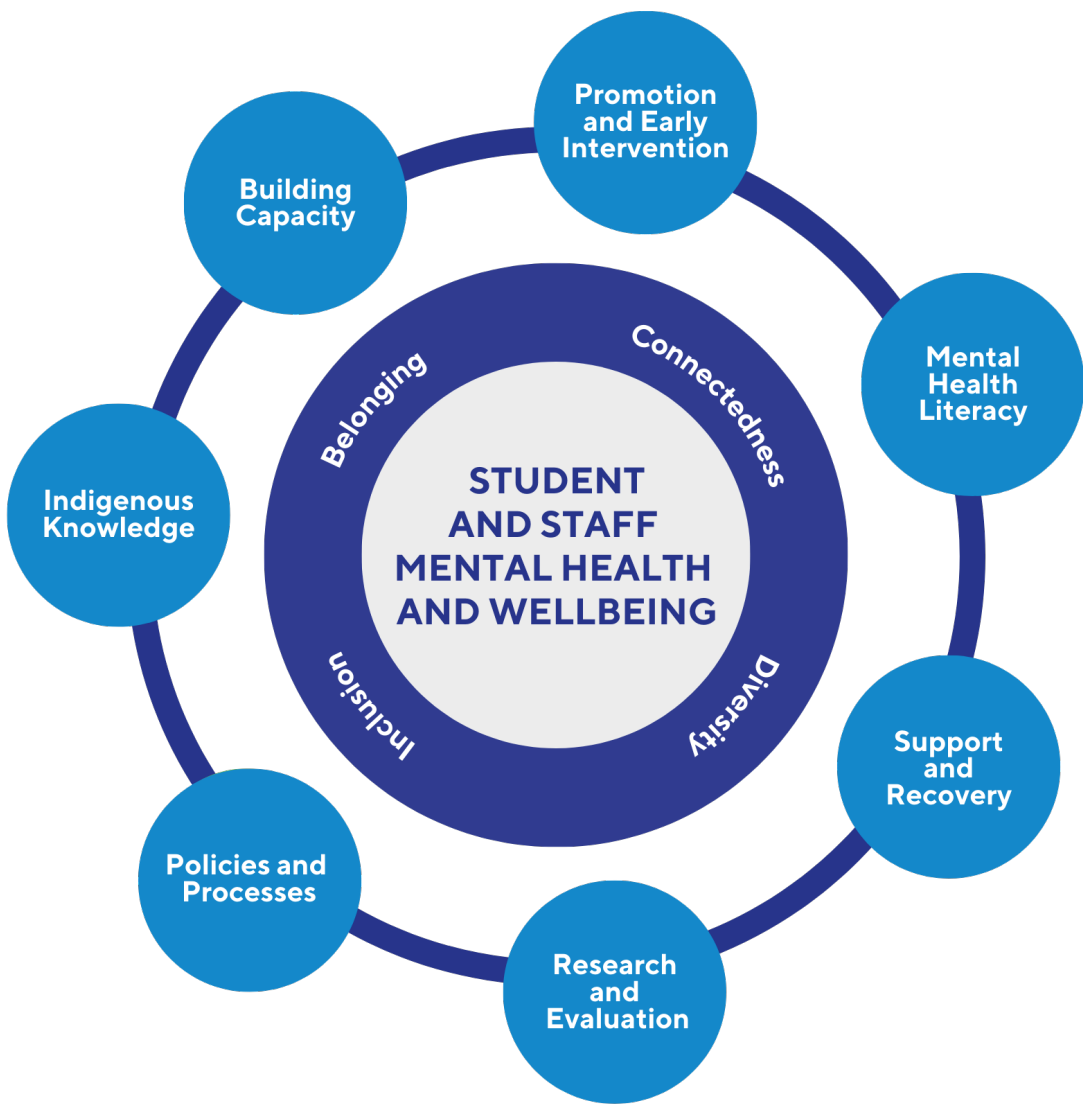 Promotion
and Early
Intervention
Building
Capacity
Mental
Health
Literacy
Connectedness
Belonging
STUDENT
AND STAFF
MENTAL HEALTH
AND WELLBEING
Indigenous
Knowledge
Inclusion
Diversity
Support
and
Recovery
Policies and
Processes
Research
and
Evaluation